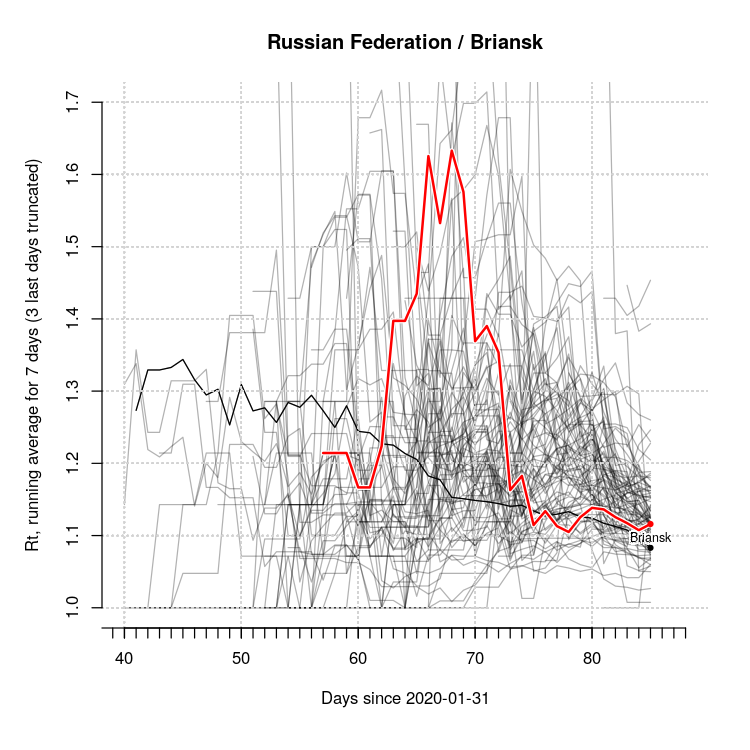 Russian Federation / Briansk
Rt, running average for 7 days (3 last days truncated)
1.7
1.6
1.5
1.4
1.3
1.2
1.1
1.0
Briansk
40 50 60 70 80
Days since 2020-01-31